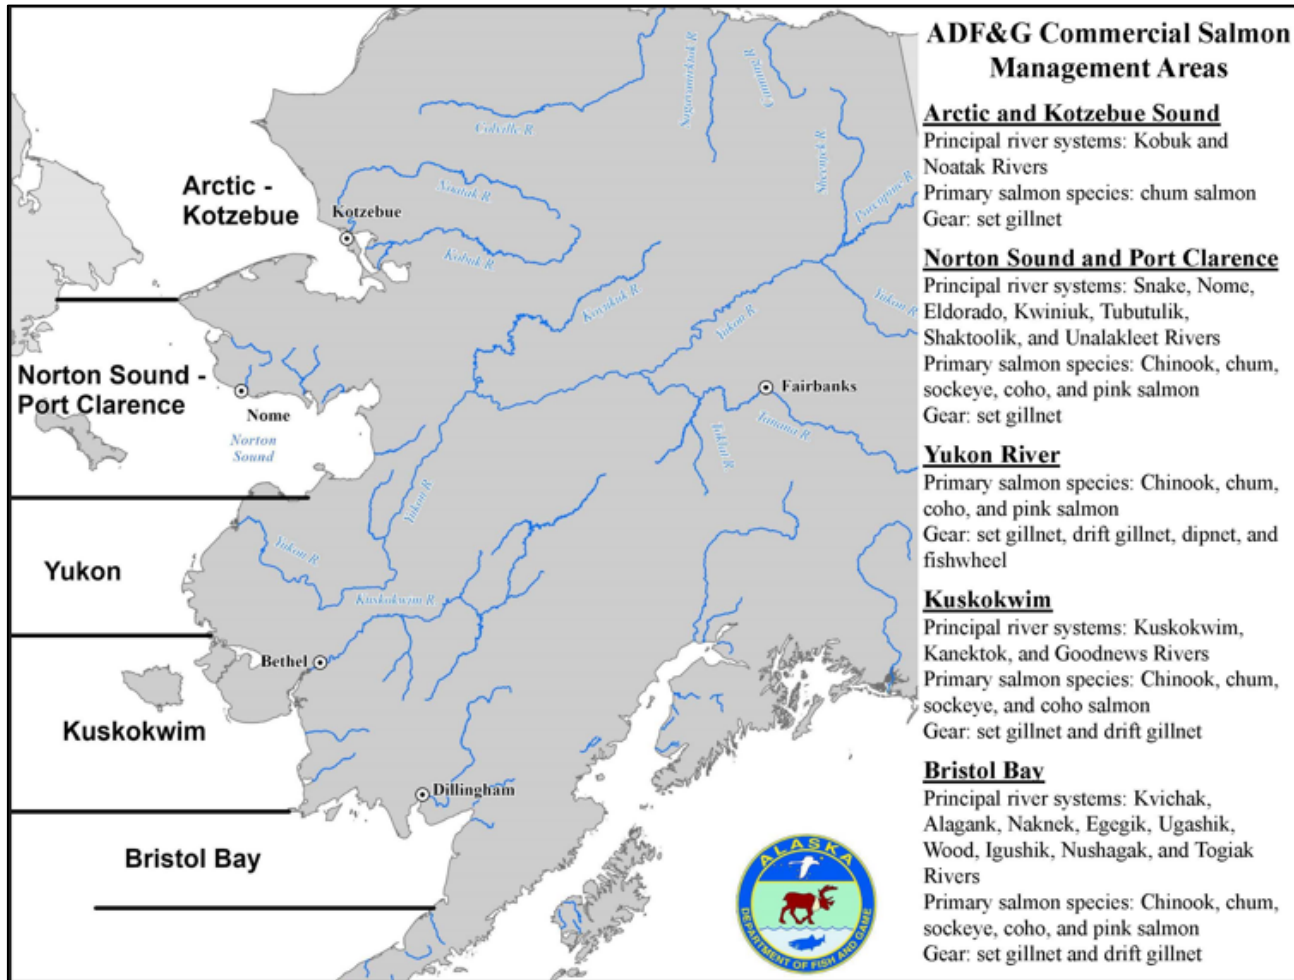 ADF&G Commercial Salmon
Management Areas
Arctic and Kotzebue Sound
Principal river systems: Kobuk and
Noatak Rivers
Primary salmon species: chum salmon
Gear: set gillnet
Norton Sound and Port Clarence
Principal river systems: Snake, Nome,
Eldorado, Kwiniuk, Tubutulik,
Shaktoolik, and Unalakleet Rivers
Primary salmon species: Chinook, chum,
sockeye, coho, and pink salmon
Gear: set gillnet
Yukon River
Primary salmon species: Chinook, chum,
coho, and pink salmon
Gear: set gillnet, drift gillnet, dipnet, and
fishwheel
Kuskokwim
Principal river systems: Kuskokwim,
Kanektok, and Goodnews Rivers
Primary salmon species: Chinook, chum,
sockeye, and coho salmon
Gear: set gillnet and drift gillnet
Bristol Bay
Principal river systems: Kvichak,
Alagank, Naknek, Egegik, Ugashik,
Wood, Igushik, Nushagak, and Togiak
Rivers
Primary salmon species: Chinook, chum,
sockeye, coho, and pink salmon
Gear: set gillnet and drift gillnet
Arctic -
Kotzebue
Norton Sound -
Port Clarence
Yukon
Kuskokwim
Bristol Bay
Colville R.
Sagavanirktok R.
Canning R.
Sheenjek R.
Porcupine R.
Noatak R.
Kotzebue
Kobuk R.
Koyukuk R.
Yukon R.
Yukon R.
Fairbanks
Tanana R.
Toklat R.
Nome
Norton
Sound
Yukon R.
Yukon R.
Kuskokwim R.
Bethel
Dillingham
ALASKA
DEPARTMENT OF FISH AND GAME